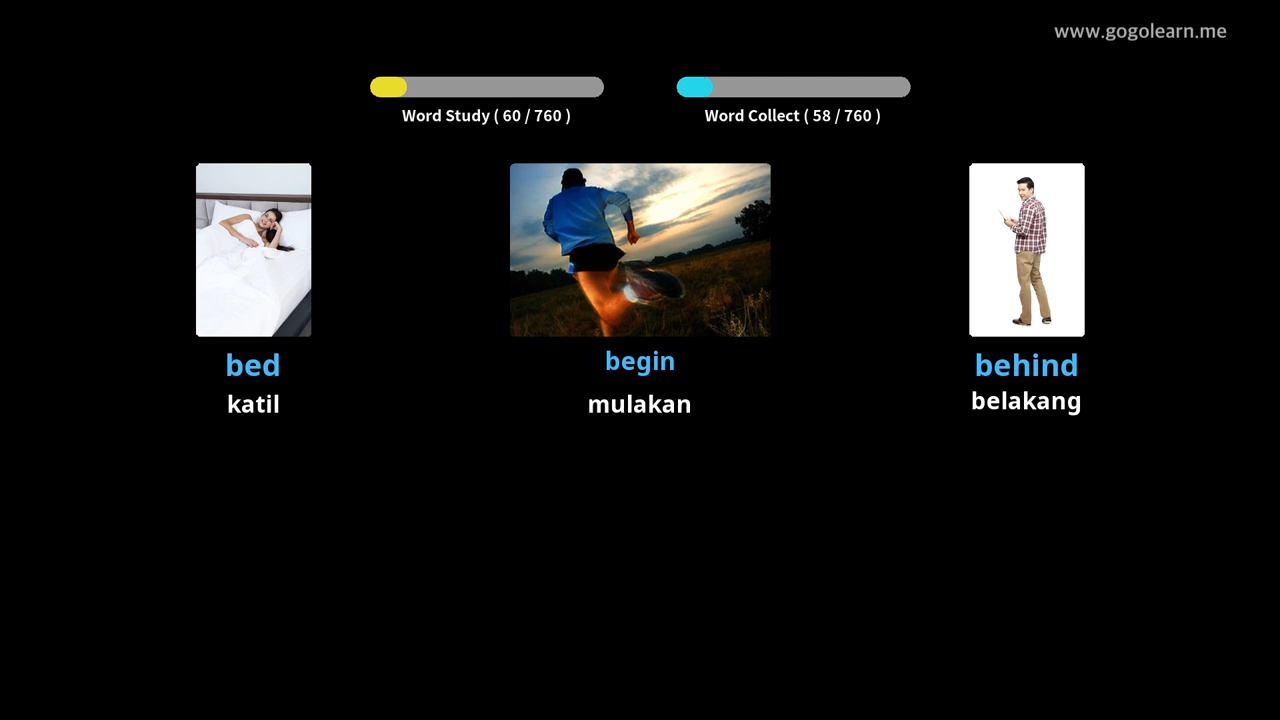 www.gogolearn.me
Word Study ( 60 / 760 )
Word Collect ( 58 / 760 )
bed
begin
behind
katil
mulakan
belakang